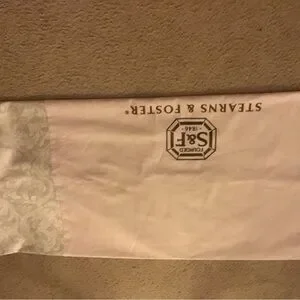 STEARNS & FOSTER®
FOUNDED
S&F
· 1846 ·